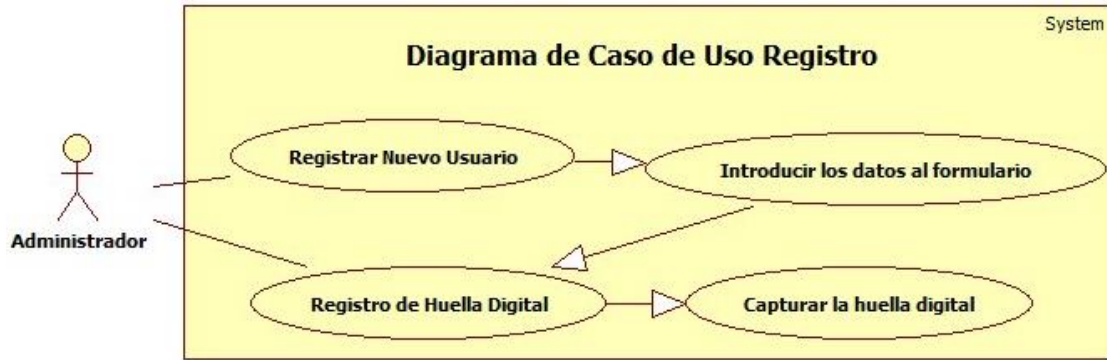 System
Diagrama de Caso de Uso Registro
Registrar Nuevo Usuario
Introducir los datos al formulario
Administrador
Registro de Huella Digital
Capturar la huella digital